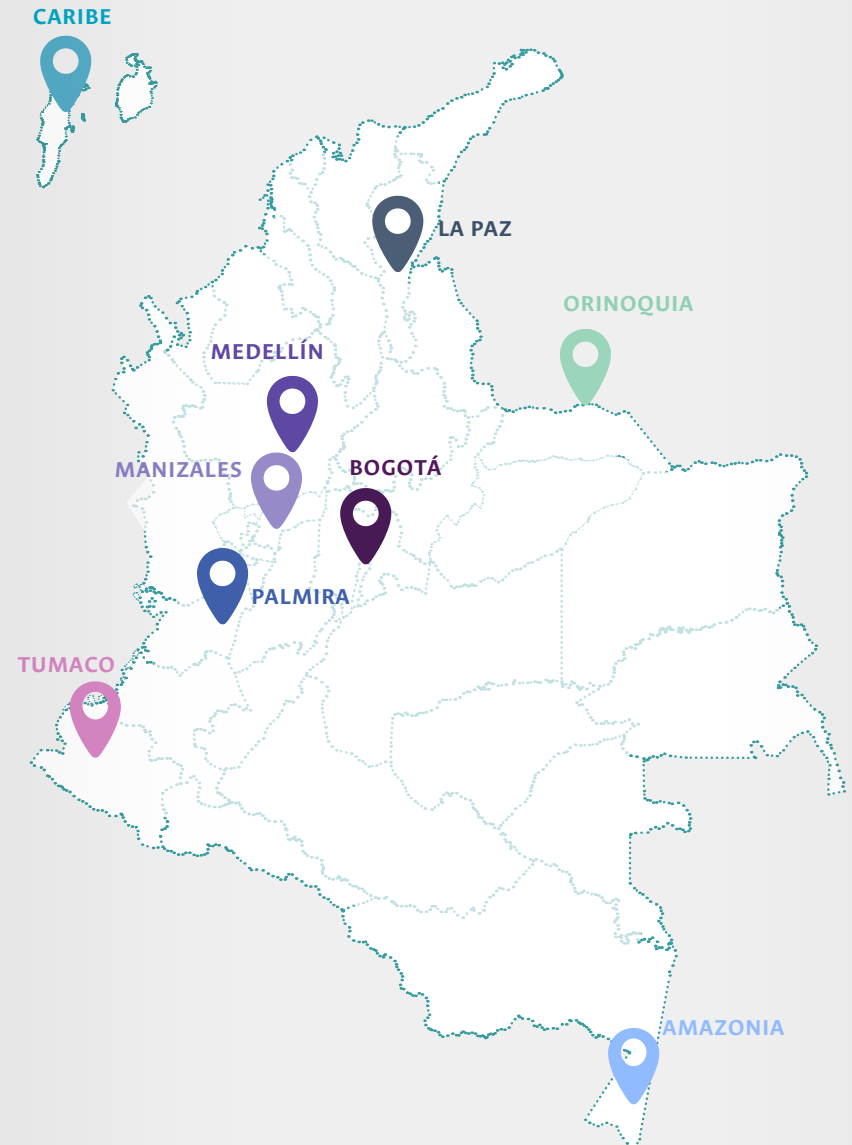 CARIBE
LA PAZ
ORINOQUIA
MEDELLÍN
MANIZALES
BOGOTÁ
PALMIRA
TUMACO
AMAZONIA